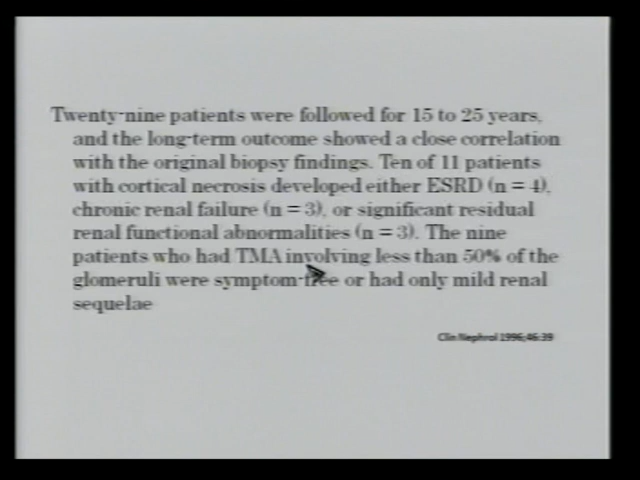 Twenty-nine patients were followed for 15 to 25 years,
and the long-term outcome showed a close correlation
with the original biopsy findings. Ten of 11 patients
with cortical necrosis developed either ESRD (n = 4),
chronic renal failure (n = 3), or significant residual
renal functional abnormalities (n = 3). The nine
patients who had TMA involving less than 50% of the
glomeruli were symptom-free or had only mild renal
sequelae
Clin Nephrol 1996;46:39